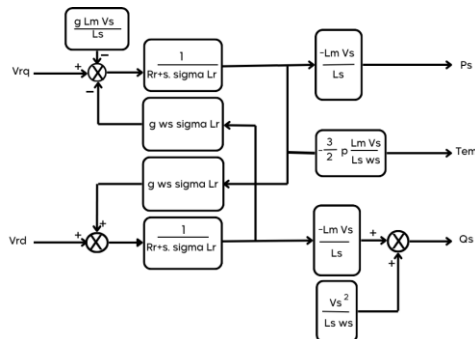 g Lm Vs
Ls
Vrq
+
−
−
1
Rr+s. sigma Lr
-Lm Vs
Ls
Ps
g ws sigma Lr
-3/2 p Lm Vs
Ls ws
Tem
g ws sigma Lr
Vrd
+
+
1
Rr+s. sigma Lr
-Lm Vs
Ls
+
+
Qs
Vs²
Ls ws